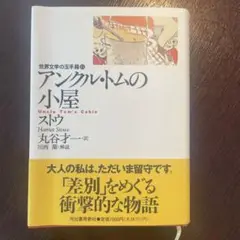 世界文学の玉手箱
アンクル・トムの
小屋
Uncle Tom's Cabin
ストウ
Harriet Stowe
丸谷才一=訳
大人の私は、ただいま留守です。
「差別」をめぐる
衝撃的な物語